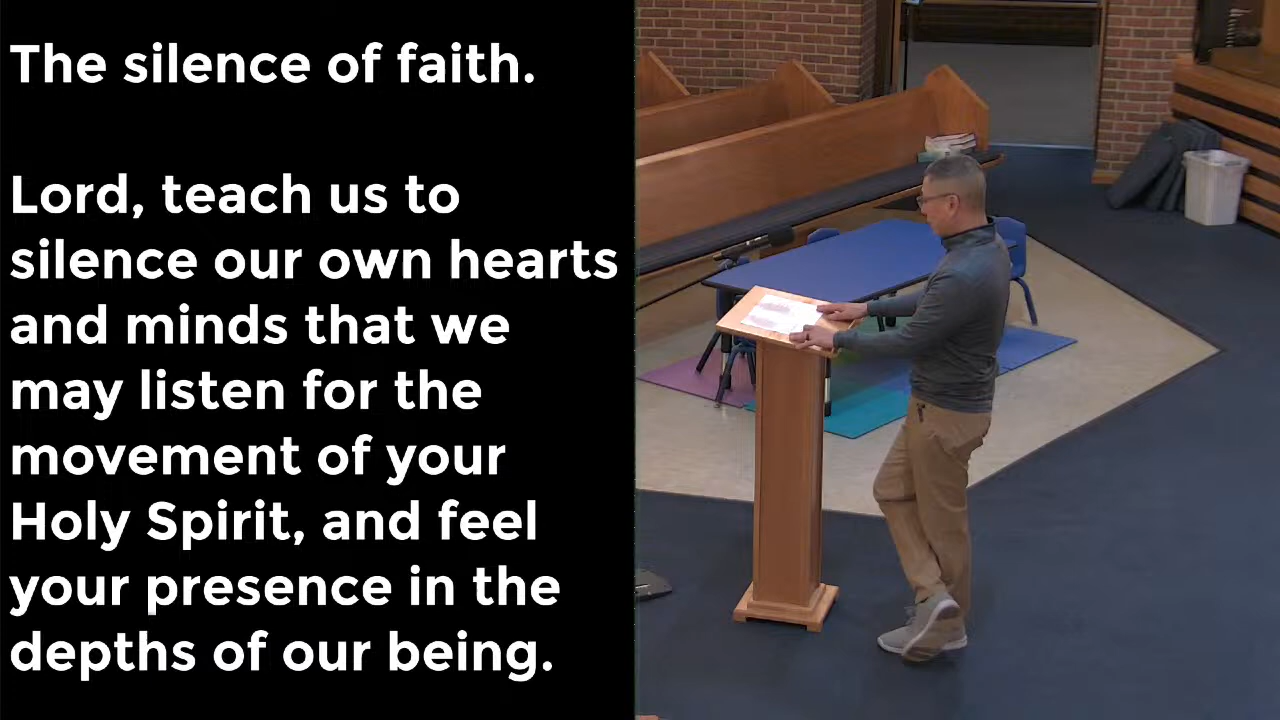 The silence of faith.
Lord, teach us to
silence our own hearts
and minds that we
may listen for the
movement of your
Holy Spirit, and feel
your presence in the
depths of our being.